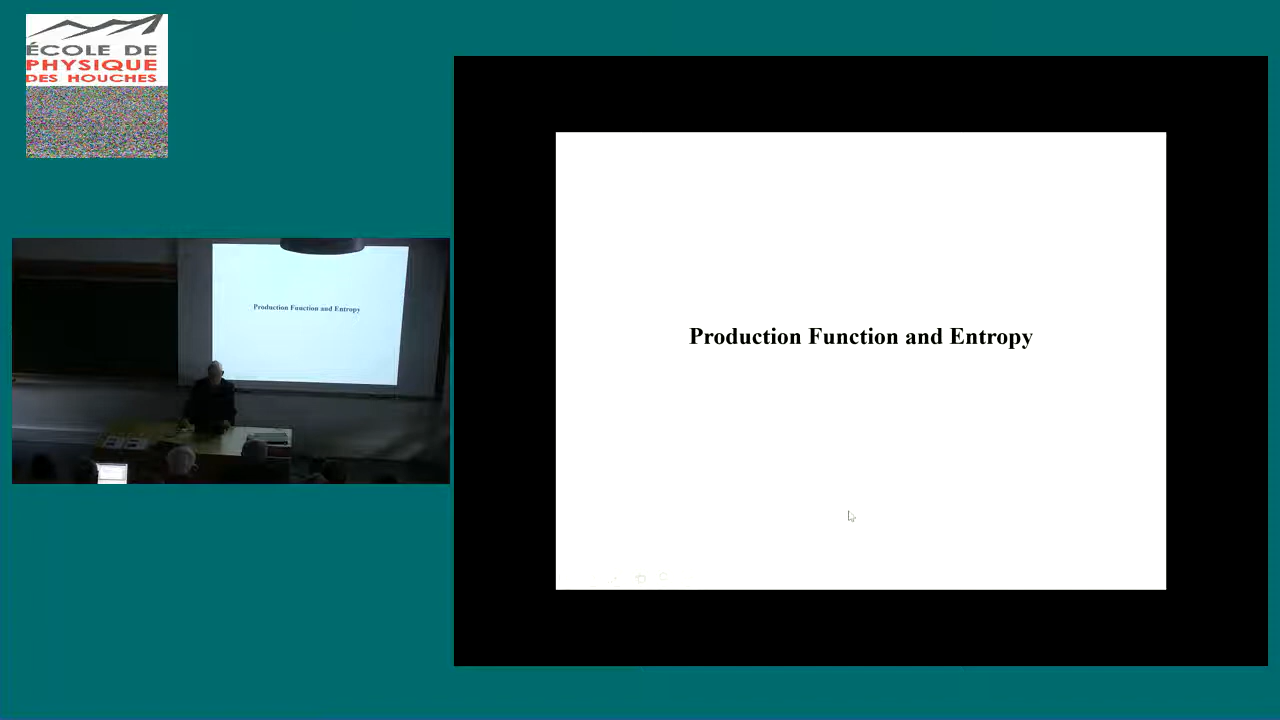 ÉCOLE DE
PHYSIQUE
DES HOUCHES
Production Function and Entropy
Production Function and Entropy